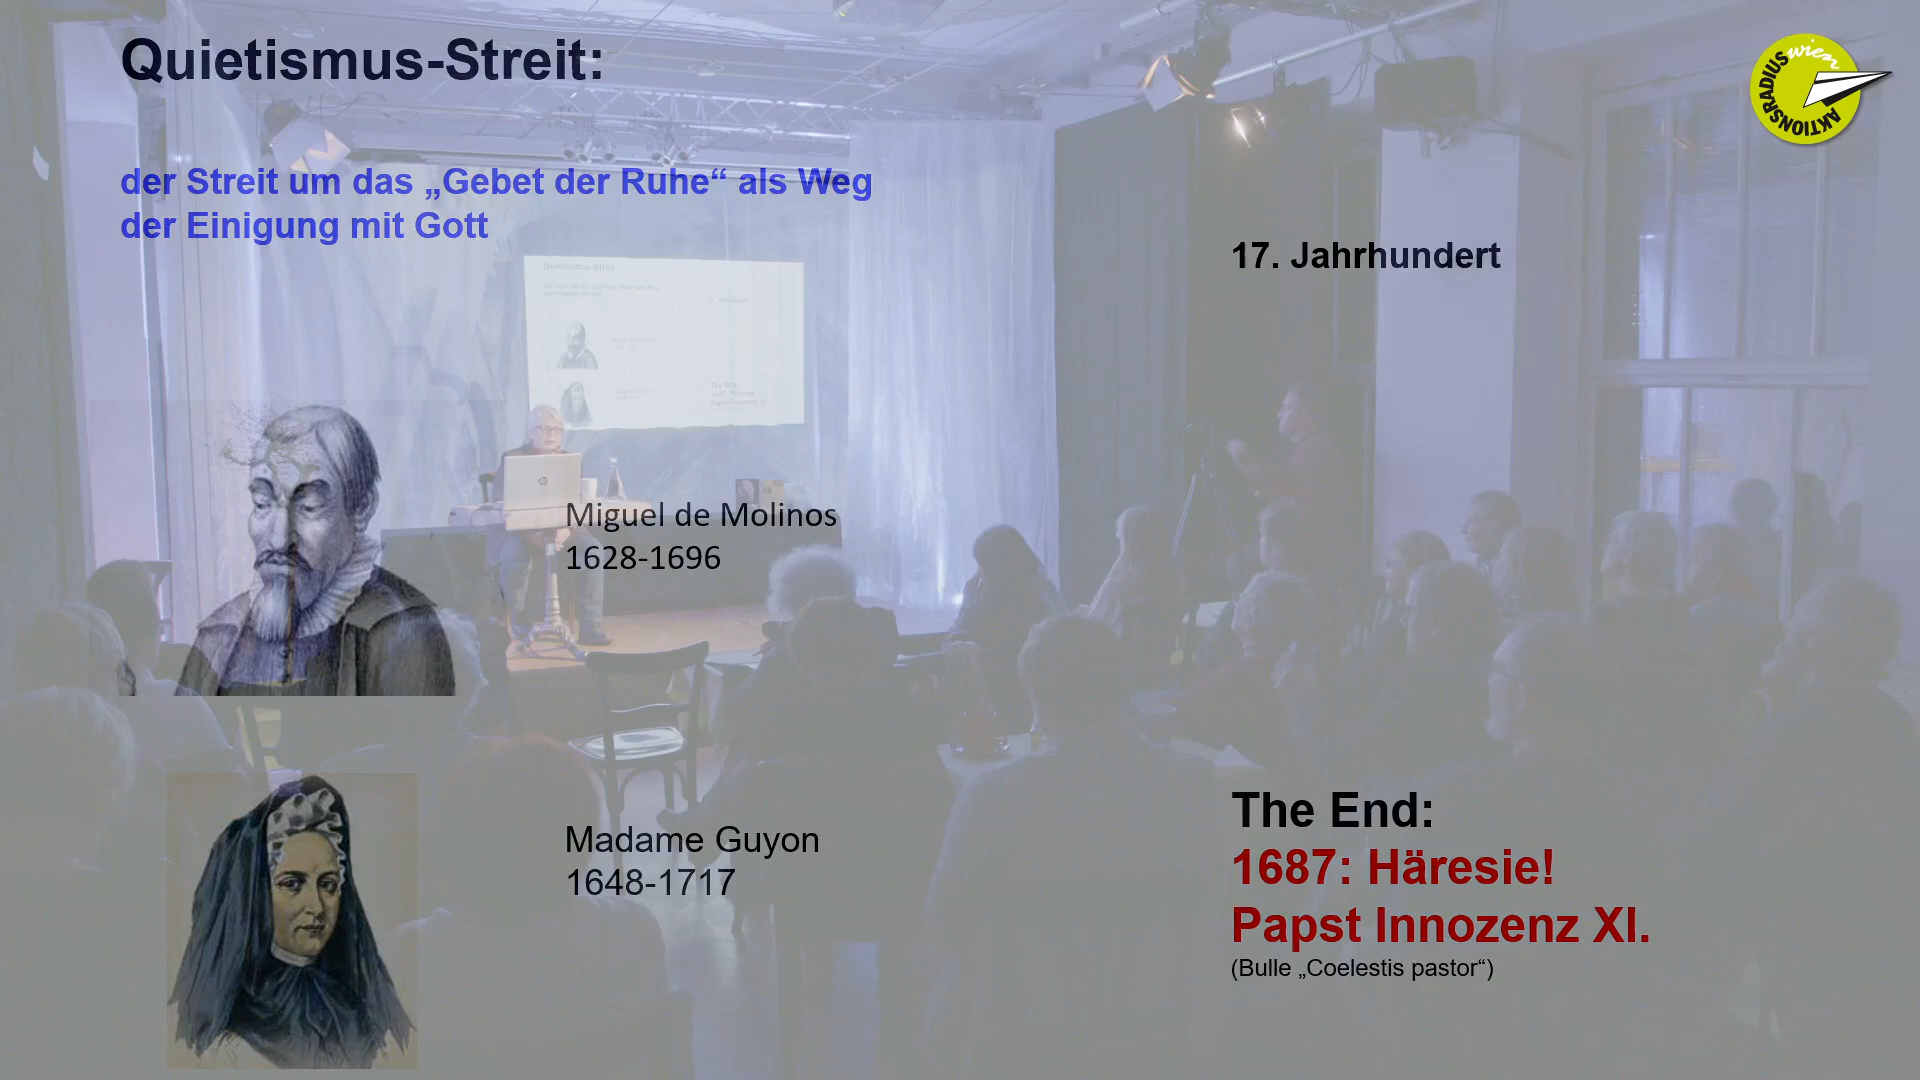 Quietismus-Streit:
der Streit um das „Gebet der Ruhe“ als Weg
der Einigung mit Gott
17. Jahrhundert
Miguel de Molinos
1628-1696
Madame Guyon
1648-1717
The End:
1687: Häresie!
Papst Innozenz XI.
(Bulle „Coelestis pastor“)
AKTIONSRADIUS wien
hp